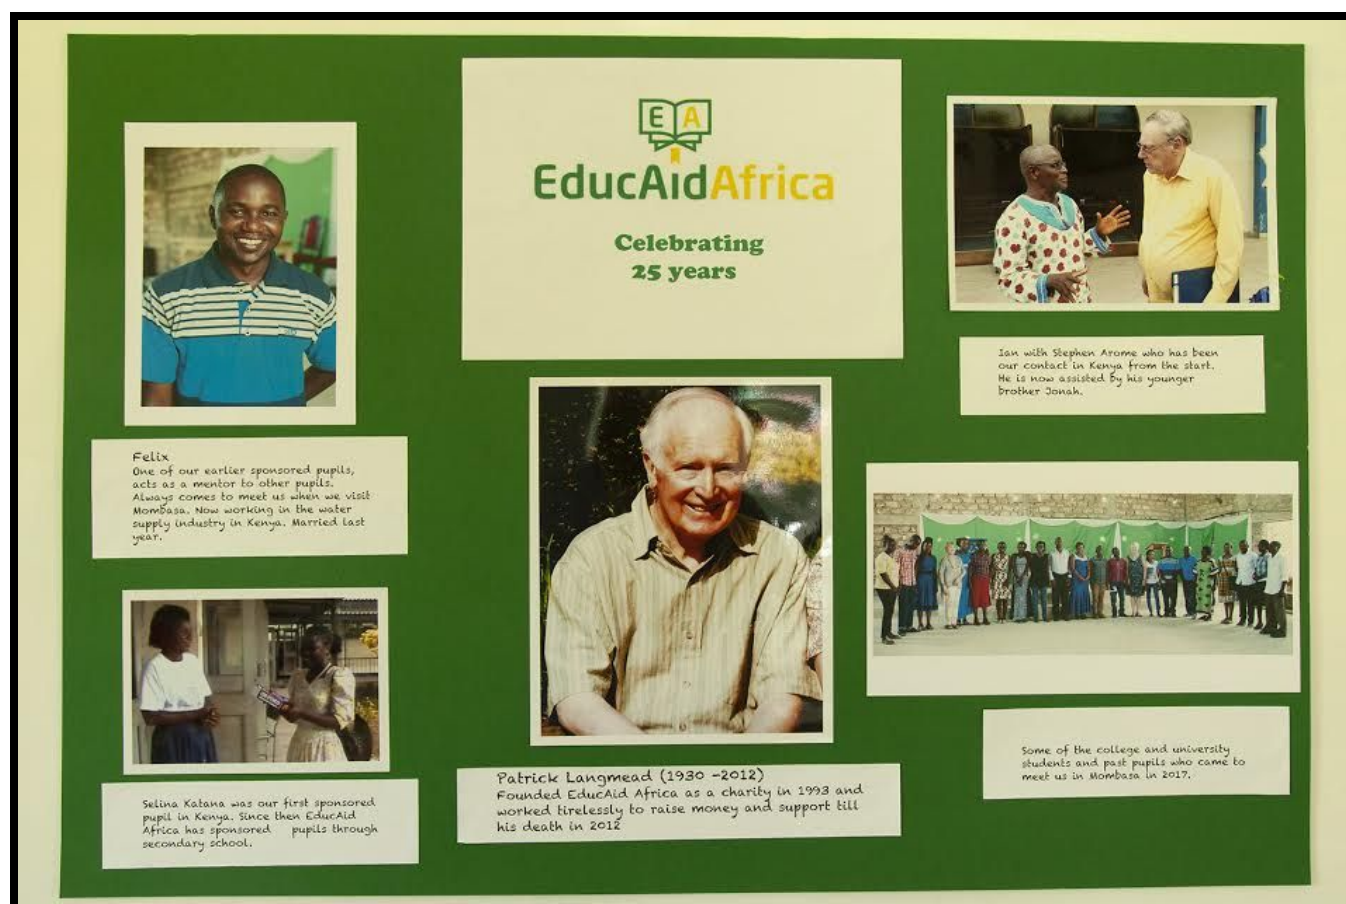 E A
EducAidAfrica
Celebrating
25 years
Felix
One of our earlier sponsored pupils,
acts as a mentor to other pupils.
Always comes to meet us when we visit
Mombasa. Now working in the water
supply industry in Kenya. Married last
year.
Selina Katana was our first sponsored
pupil in Kenya. Since then EducAid
Africa has sponsored pupils through
secondary school.
Patrick Langmead (1930 -2012)
Founded EducAid Africa as a charity in 1993 and
worked tirelessly to raise money and support till
his death in 2012
Ian with Stephen Arome who has been
our contact in Kenya from the start.
He is now assisted by his younger
brother Jonah.
Some of the college and university
students and past pupils who came to
meet us in Mombasa in 2017.